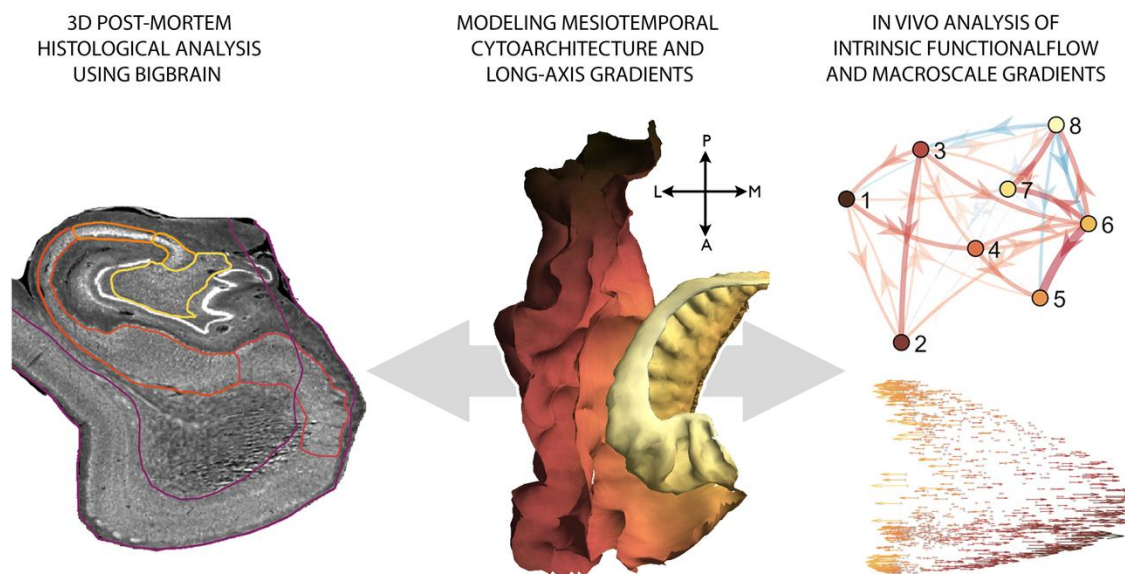 3D POST-MORTEM
HISTOLOGICAL ANALYSIS
USING BIGBRAIN
MODELING MESIOTEMPORAL
CYTOARCHITECTURE AND
LONG-AXIS GRADIENTS
IN VIVO ANALYSIS OF
INTRINSIC FUNCTIONALFLOW
AND MACROSCALE GRADIENTS
P
L M
A
8
3
7
1
6
4
5
2